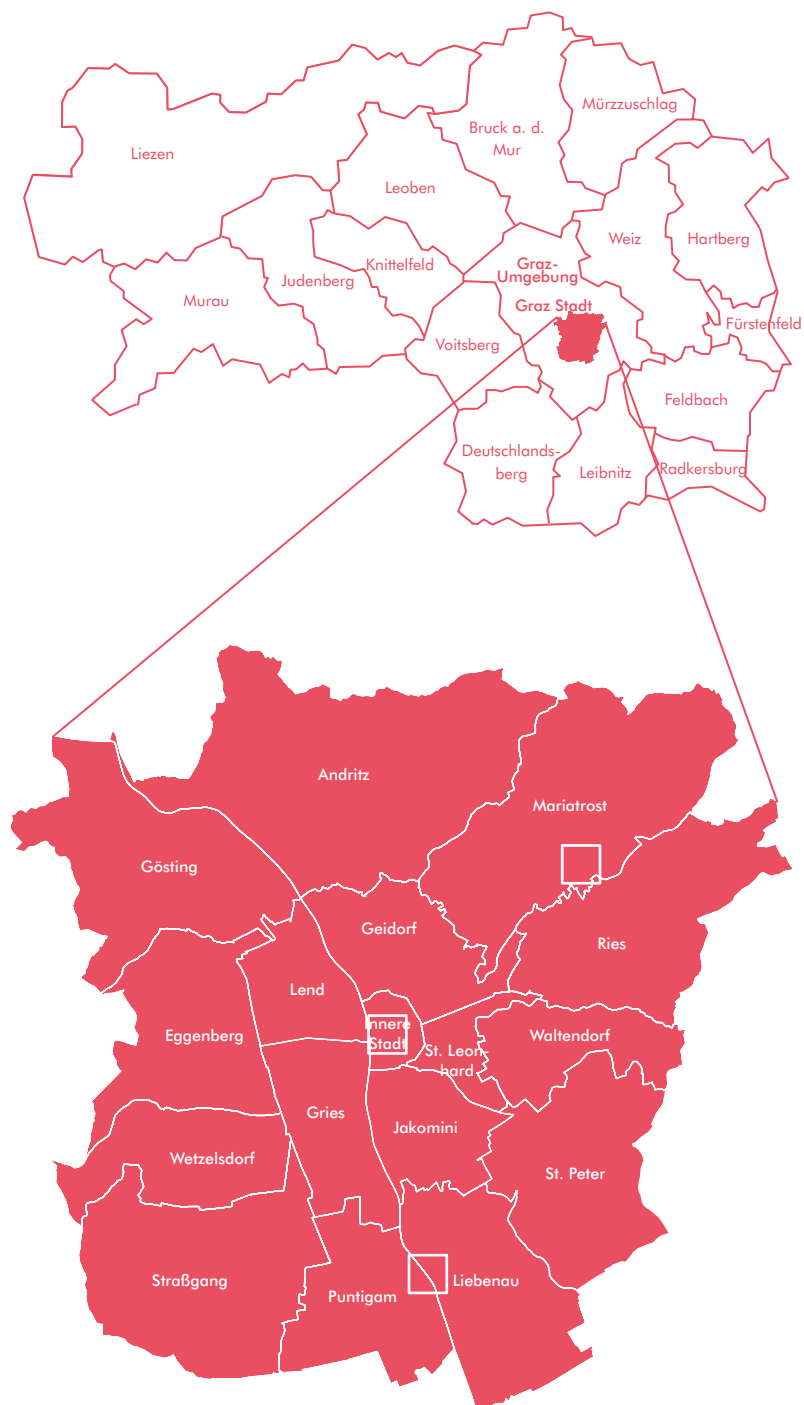 Mürzzuschlag
Bruck a. d.
Mur
Liezen
Leoben
Weiz
Hartberg
Knittelfeld
Graz-
Umgebung
Judenberg
Murau
Graz Stadt
Fürstenfeld
Voitsberg
Feldbach
Deutschlands-
berg
Leibnitz
Radkersburg
Andritz
Mariatrost
Gösting
Geidorf
Ries
Lend
Innere
Stadt
Eggenberg
Waltendorf
St. Leon-
hard
Gries
Jakomini
Wetzelsdorf
St. Peter
Straßgang
Liebenau
Puntigam